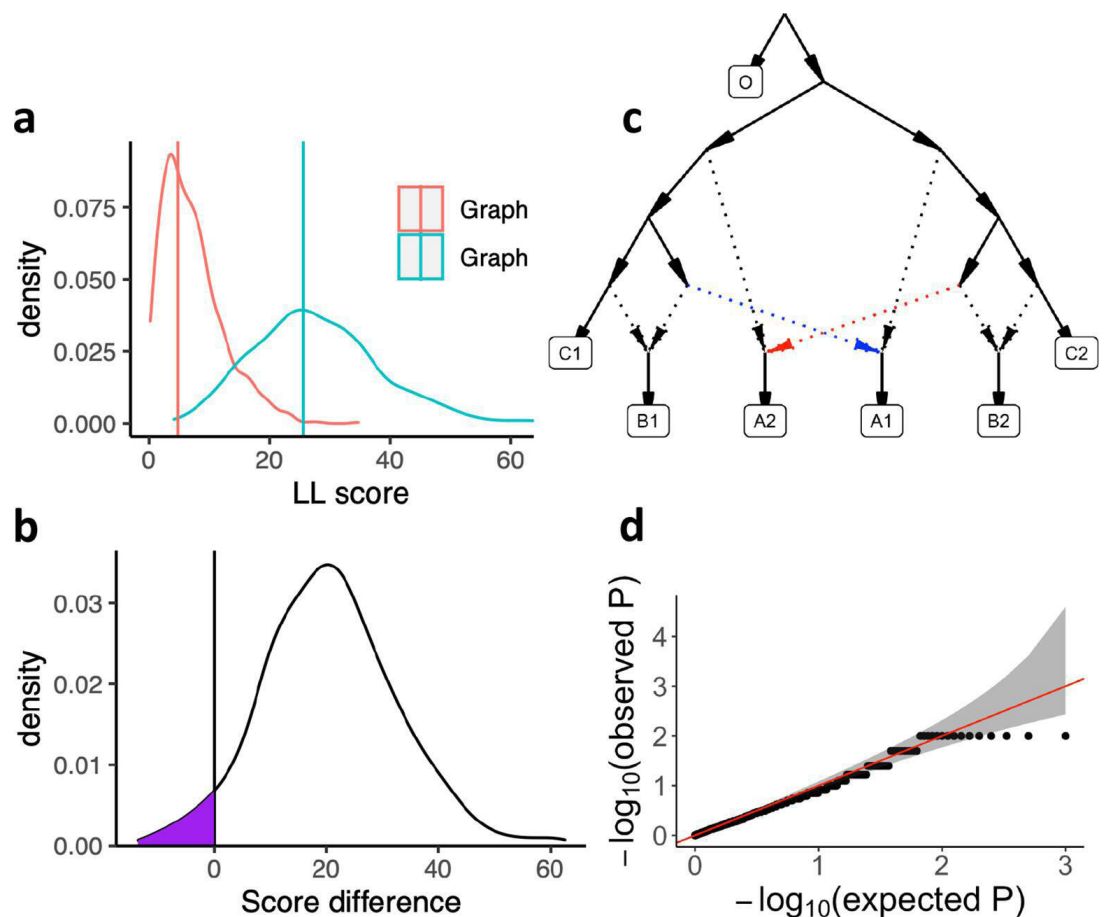 a
density
0.075
0.050
0.025
0.000
0
20
40
60
LL score
Graph
Graph
c
O
C1
C2
B1
A2
A1
B2
b
density
0.03
0.02
0.01
0.00
0
20
40
60
Score difference
d
−log10(observed P)
4
3
2
1
0
0
1
2
3
−log10(expected P)